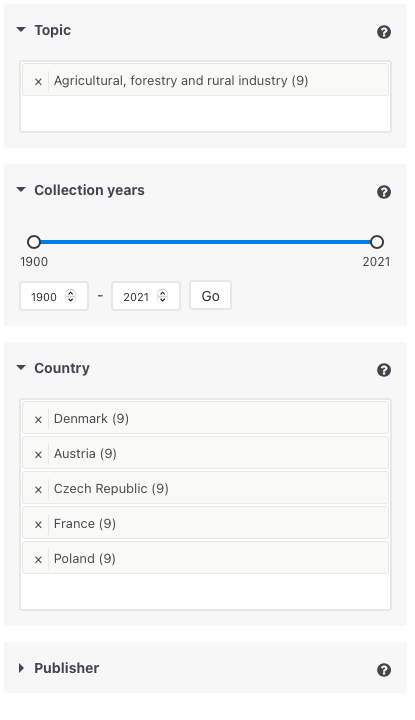 Topic
× Agricultural, forestry and rural industry (9)
Collection years
1900 2021
1900 - 2021 Go
Country
× Denmark (9)
× Austria (9)
× Czech Republic (9)
× France (9)
× Poland (9)
Publisher